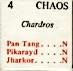 4 CHAOS
Chardros
Pan Tang....N
Pikarayd....N
Jharkor.....N